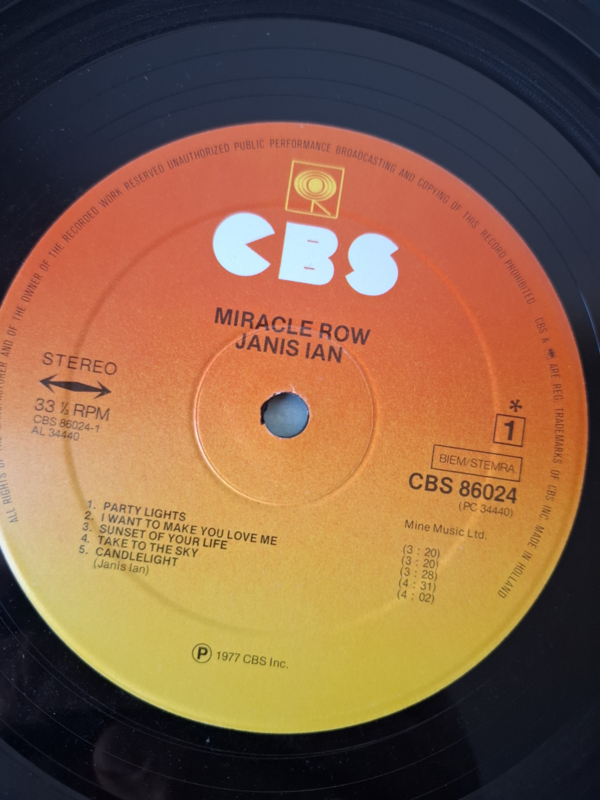 ALL RIGHTS OF THE MANUFACTURER AND OF THE OWNER OF THE RECORDED WORK RESERVED UNAUTHORIZED PUBLIC PERFORMANCE BROADCASTING AND COPYING OF THIS RECORD PROHIBITED CBS & ARE REG. TRADEMARKS OF CBS INC MADE IN HOLLAND
CBS
MIRACLE ROW
JANIS IAN
STEREO
33 ⅓ RPM
CBS 86024-1
AL 34440
*
1
BIEM/STEMRA
CBS 86024
(PC 34440)
Mine Music Ltd.
1. PARTY LIGHTS (3 : 20)
2. I WANT TO MAKE YOU LOVE ME (3 : 20)
3. SUNSET OF YOUR LIFE (3 : 28)
4. TAKE TO THE SKY (4 : 31)
5. CANDLELIGHT (4 : 02)
(Janis Ian)
Ⓟ 1977 CBS Inc.